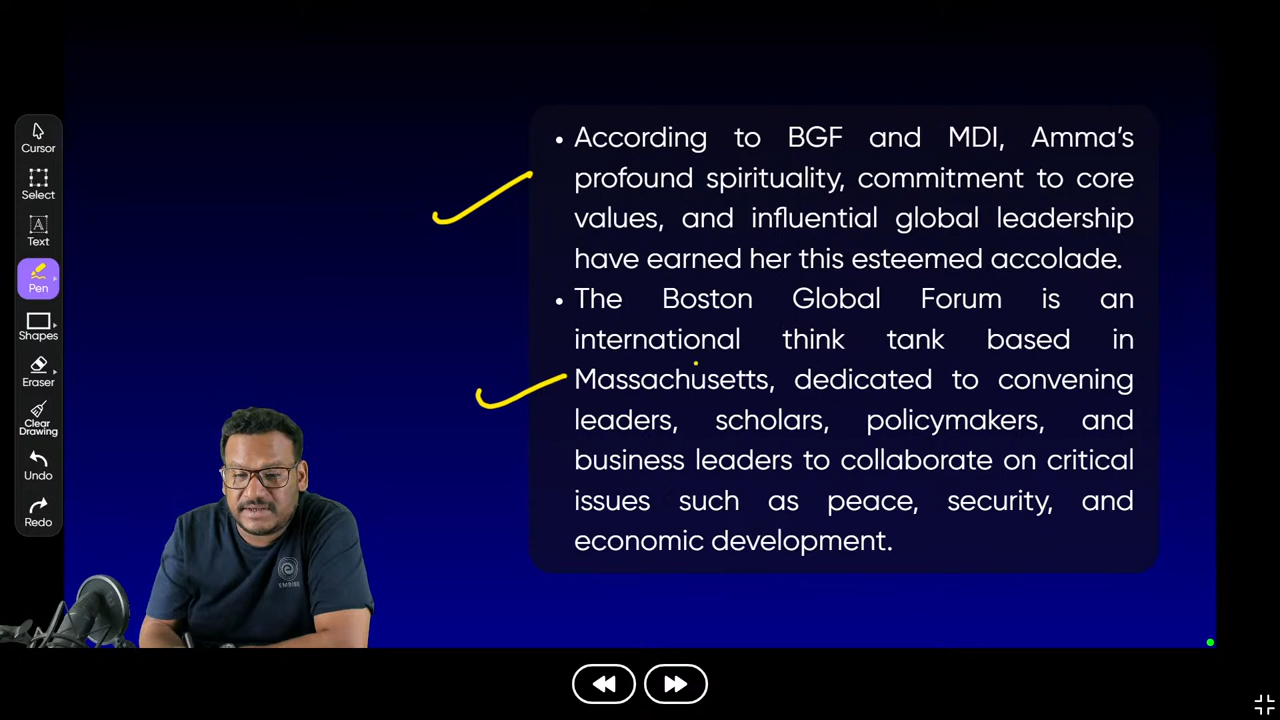 Cursor
Select
Text
Pen
Shapes
Eraser
Clear
Drawing
Undo
Redo
• According to BGF and MDI, Amma's
profound spirituality, commitment to core
values, and influential global leadership
have earned her this esteemed accolade.
• The Boston Global Forum is an
international think tank based in
Massachusetts, dedicated to convening
leaders, scholars, policymakers, and
business leaders to collaborate on critical
issues such as peace, security, and
economic development.